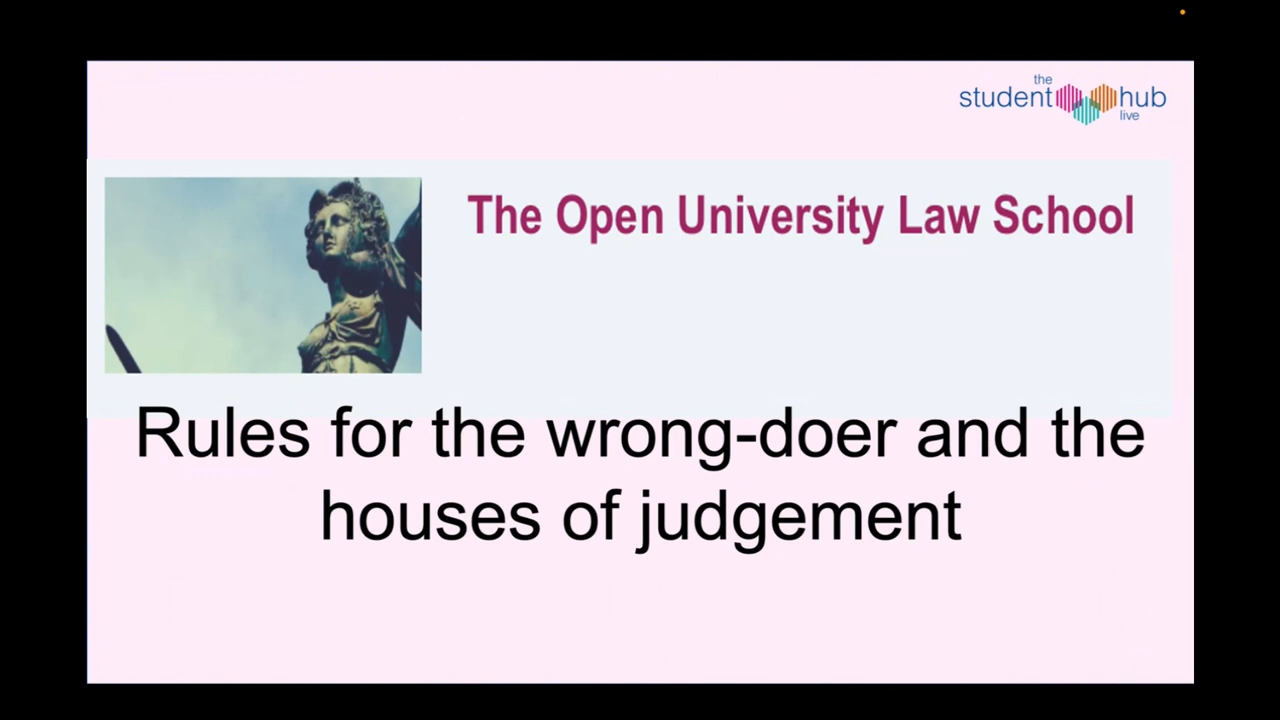 the
student hub
live
The Open University Law School
Rules for the wrong-doer and the
houses of judgement